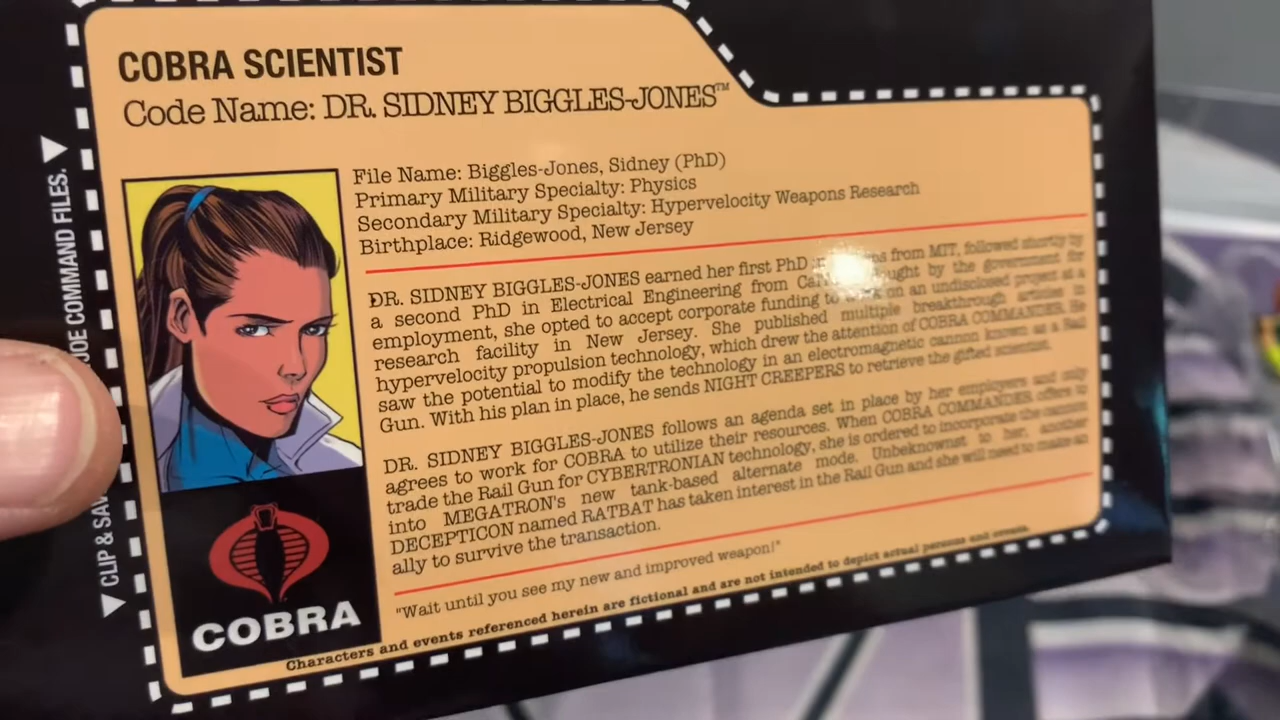 COBRA SCIENTIST
Code Name: DR. SIDNEY BIGGLES-JONES™
File Name: Biggles-Jones, Sidney (PhD)
Primary Military Specialty: Physics
Secondary Military Specialty: Hypervelocity Weapons Research
Birthplace: Ridgewood, New Jersey
DR. SIDNEY BIGGLES-JONES earned her first PhD from MIT, followed shortly by
a second PhD in Electrical Engineering from by the government for
employment, she opted to accept corporate funding to on an undisclosed project at a
research facility in New Jersey. She published multiple breakthrough articles in
hypervelocity propulsion technology, which drew the attention of COBRA COMMANDER. He
saw the potential to modify the technology in an electromagnetic cannon known as a Rail
Gun. With his plan in place, he sends NIGHT CREEPERS to retrieve the gifted scientist.
DR. SIDNEY BIGGLES-JONES follows an agenda set in place by her employers and only
agrees to work for COBRA to utilize their resources. When COBRA COMMANDER offers to
trade the Rail Gun for CYBERTRONIAN technology, she is ordered to incorporate the cannon
into MEGATRON's new tank-based alternate mode. Unbeknownst to her, another
DECEPTICON named RATBAT has taken interest in the Rail Gun and she will need to make an
ally to survive the transaction.
"Wait until you see my new and improved weapon!"
Characters and events referenced herein are fictional and are not intended to depict actual persons and events.
COBRA
CLIP & JOE COMMAND FILES.